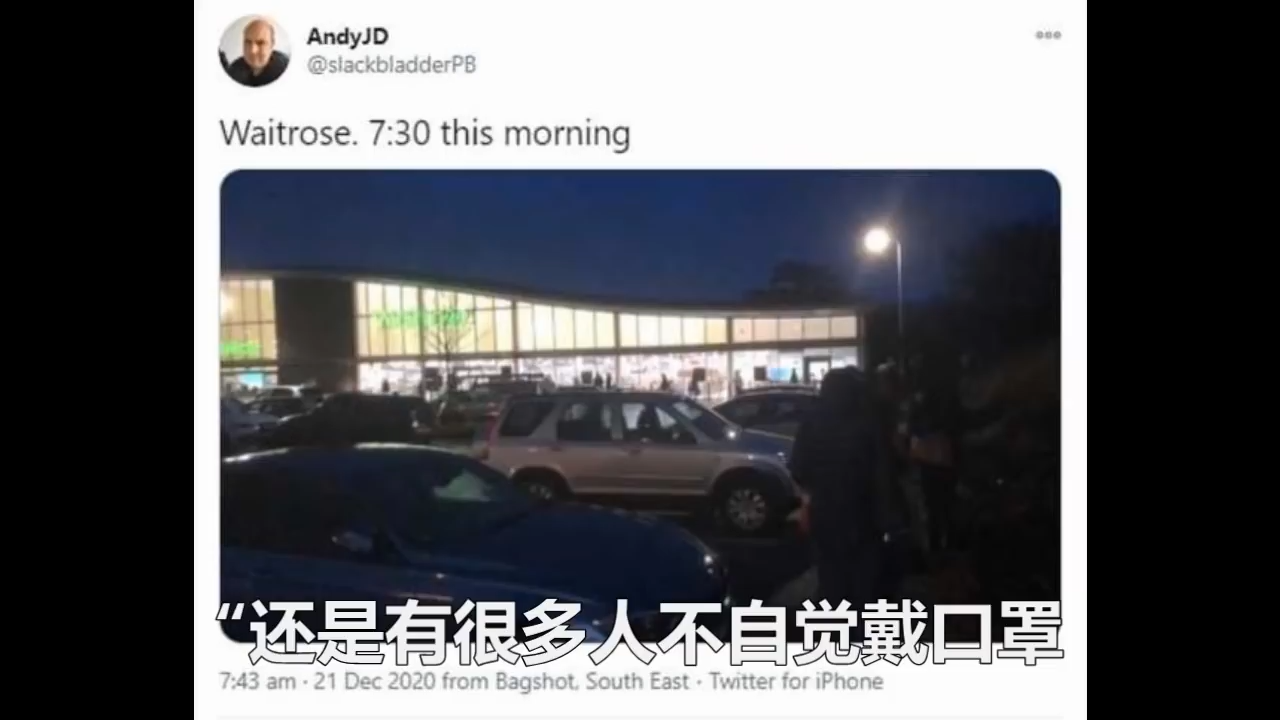 AndyJD
@slackbladderPB
Waitrose. 7:30 this morning
“还是有很多人不自觉戴口罩
7:43 am · 21 Dec 2020 from Bagshot, South East · Twitter for iPhone